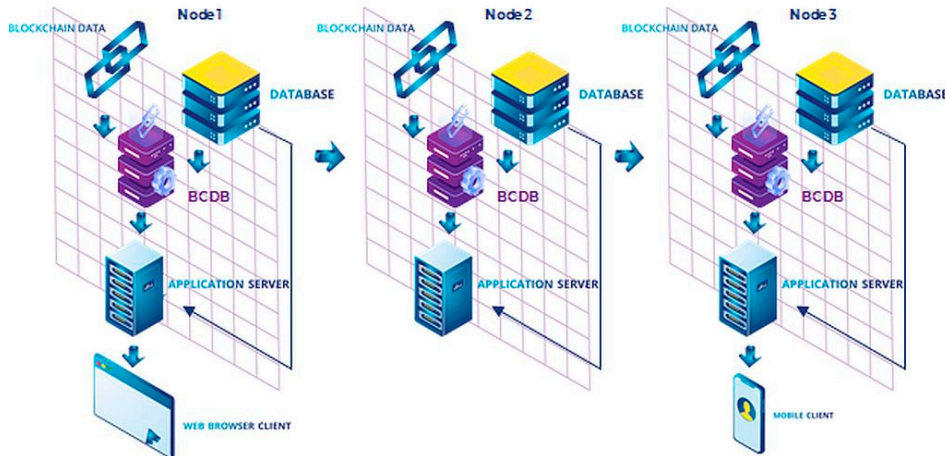 Node1
BLOCKCHAIN DATA
DATABASE
BCDB
APPLICATION SERVER
WEB BROWSER CLIENT
Node2
BLOCKCHAIN DATA
DATABASE
BCDB
APPLICATION SERVER
Node3
BLOCKCHAIN DATA
DATABASE
BCDB
APPLICATION SERVER
MOBILE CLIENT